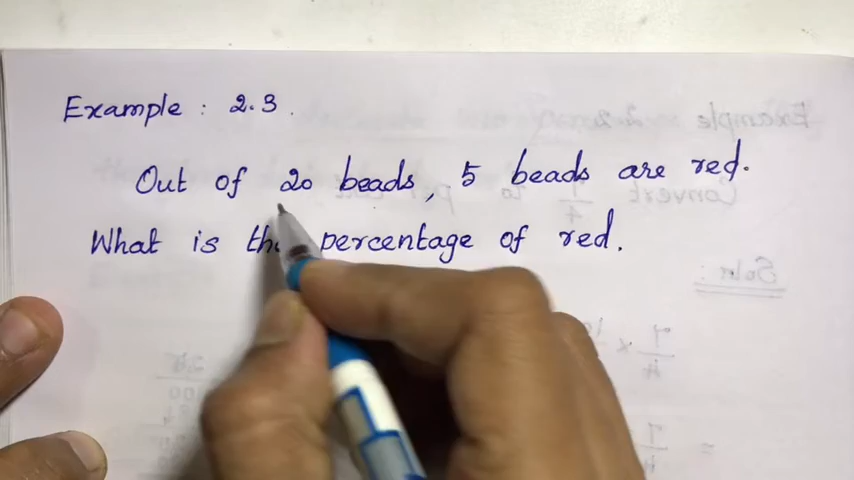 Example : 2.3.
Out of 20 beads, 5 beads are red.
What is the percentage of red.